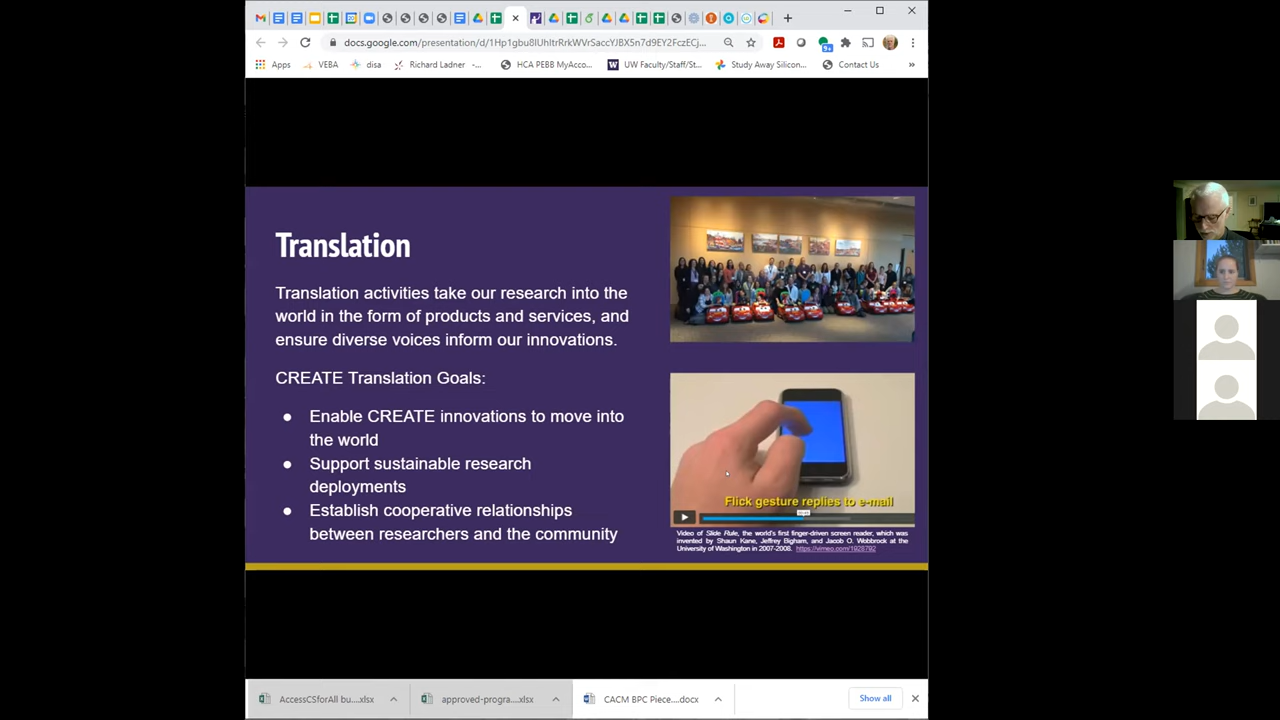 docs.google.com/presentation/d/1Hp1gbu8lUhltrRrkWVrSaccYJBX5n7d9EY2FczECj...
Apps VEBA disa Richard Ladner -... HCA PEBB MyAcco... UW Faculty/Staff/St... Study Away Silicon... Contact Us »
Translation
Translation activities take our research into the
world in the form of products and services, and
ensure diverse voices inform our innovations.
CREATE Translation Goals:
● Enable CREATE innovations to move into
the world
● Support sustainable research
deployments
● Establish cooperative relationships
between researchers and the community
Flick gesture replies to e-mail
Video of Slide Rule, the world's first finger-driven screen reader, which was
invented by Shaun Kane, Jeffrey Bigham, and Jacob O. Wobbrock at the
University of Washington in 2007-2008. https://vimeo.com/1928792
AccessCSforAll bu....xlsx approved-progra....xlsx CACM BPC Piece....docx Show all